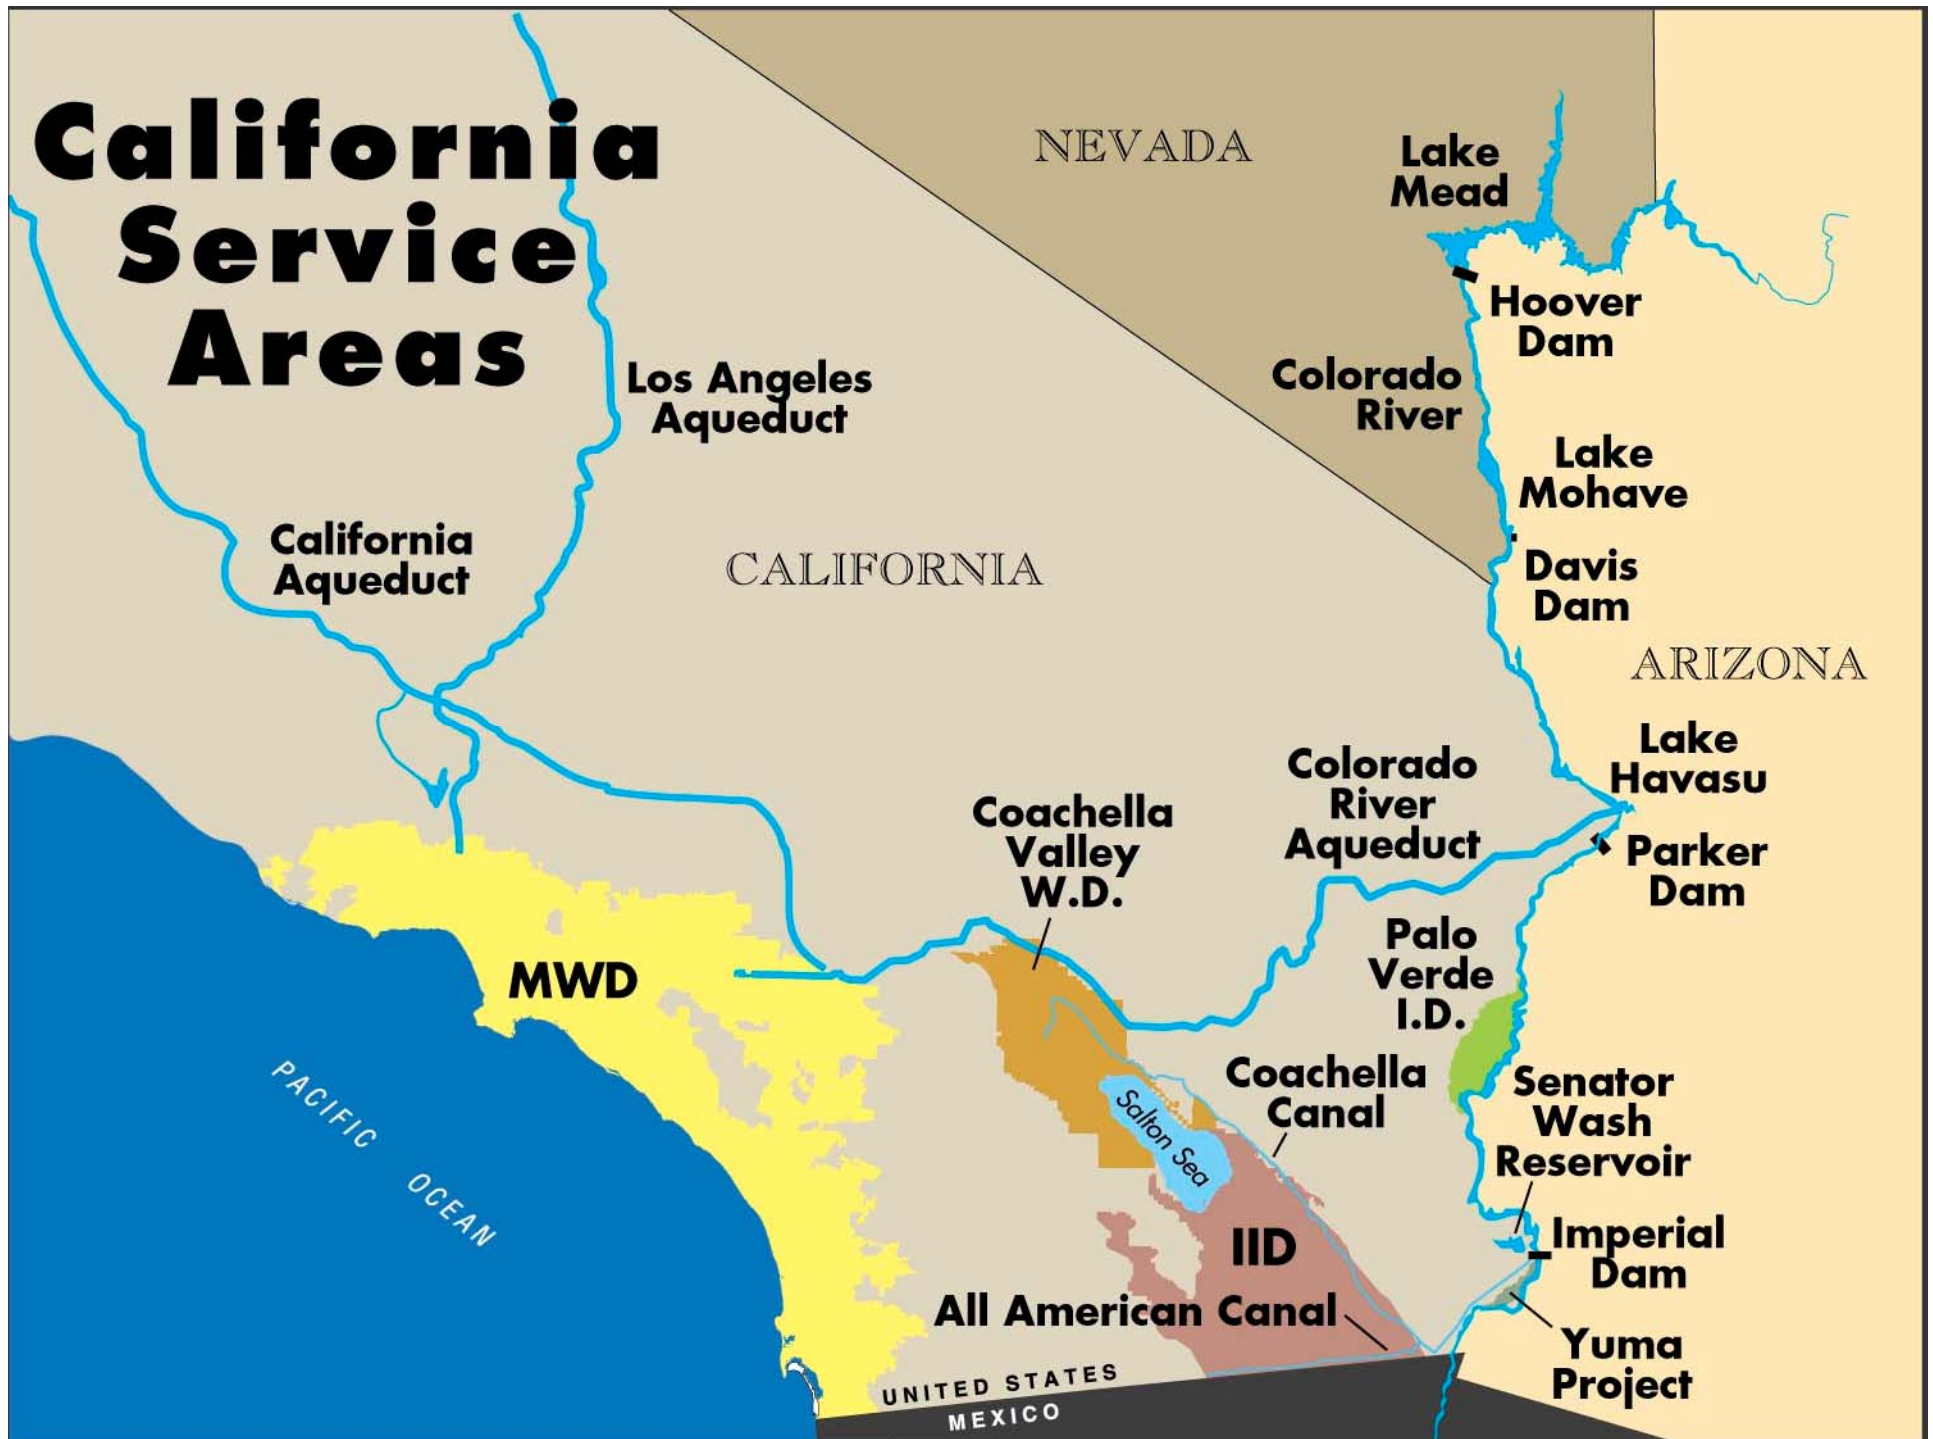 California
Service
Areas
NEVADA
Lake
Mead
Hoover
Dam
Colorado
River
Los Angeles
Aqueduct
Lake
Mohave
California
Aqueduct
CALIFORNIA
Davis
Dam
ARIZONA
Lake
Havasu
Colorado
River
Aqueduct
Coachella
Valley
W.D.
Parker
Dam
Palo
Verde
I.D.
MWD
PACIFIC OCEAN
Salton Sea
Coachella
Canal
Senator
Wash
Reservoir
IID
Imperial
Dam
All American Canal
Yuma
Project
UNITED STATES
MEXICO